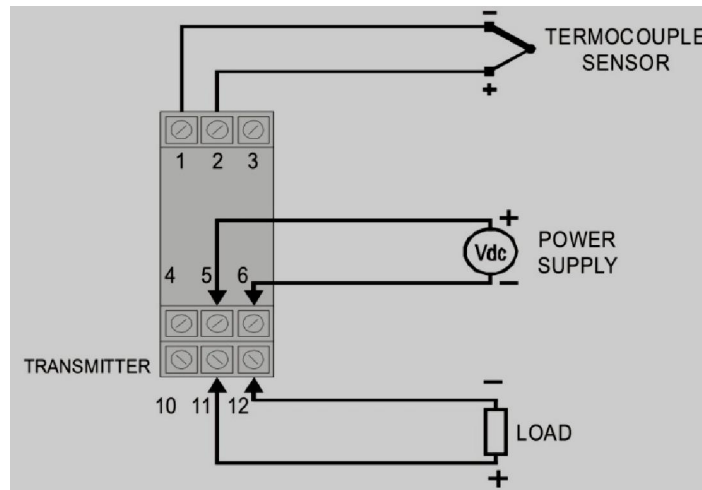 −
TERMOCOUPLE
SENSOR
+
1 2 3
+
Vdc
POWER
SUPPLY
−
4 5 6
TRANSMITTER
10 11 12
−
LOAD
+